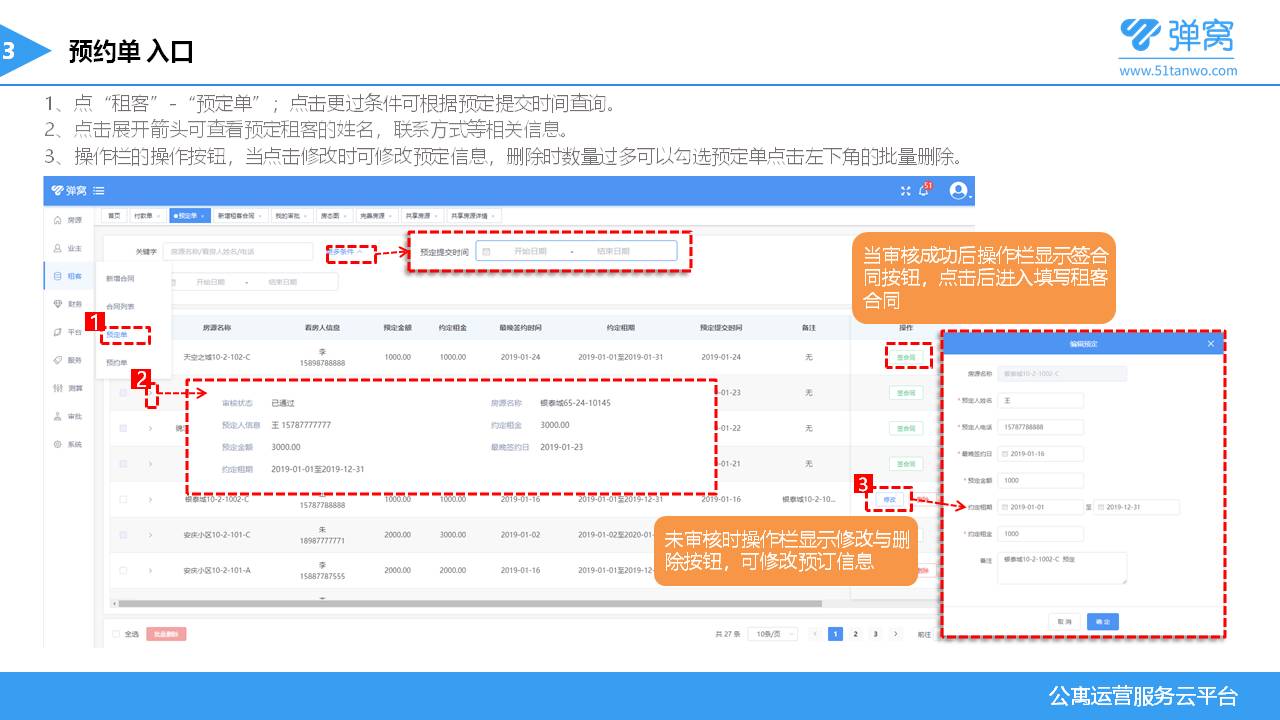 3
预约单 入口
弹窝
www.51tanwo.com
1、点“租客”-“预定单”；点击更过条件可根据预定提交时间查询。
2、点击展开箭头可查看预定租客的姓名，联系方式等相关信息。
3、操作栏的操作按钮，当点击修改时可修改预定信息，删除时数量过多可以勾选预定单点击左下角的批量删除。
弹窝
51
首页 付款单 预定单 新增租客合同 我的审批 房态图 完善房源 共享房源 共享房源详情
房源
业主
租客
财务
平台
服务
测算
审批
系统
关键字 房源名称/看房人姓名/电话 更多条件
预定提交时间 开始日期 - 结束日期
开始日期 - 结束日期
新增合同
合同列表
1
预定单
预约单
房源名称 看房人信息 预定金额 约定租金 最晚签约时间 约定租期 预定提交时间 备注 操作
天空之城10-2-102-C 李 15898788888 1000.00 1000.00 2019-01-24 2019-01-01至2019-01-31 2019-01-24 无 签合同
2
-01-23 无 签合同
-01-22 无 签合同
-01-21 无 签合同
审核状态 已通过 房源名称 银泰城65-24-10145
预定人信息 王 15787777777 约定租金 3000.00
预定金额 3000.00 最晚签约日 2019-01-23
约定租期 2019-01-01至2019-12-31
银泰城10-2-1002-C 15787788888 1000.00 1000.00 2019-01-16 2019-01-01至2019-12-31 2019-01-16 银泰城10-2-10... 修改 删除
3
安庆小区10-2-101-C 朱 18987777771 2000.00 3000.00 2019-01-02 2019-01-02至2020-01-
安庆小区10-2-101-A 李 15887787555 2000.00 2000.00 2019-01-16 2019-01-01至2019-12- 删除
全选 批量删除
共 27 条 10条/页 1 2 3 前往
当审核成功后操作栏显示签合
同按钮，点击后进入填写租客
合同
未审核时操作栏显示修改与删
除按钮，可修改预订信息
编辑预定
房源名称 银泰城10-2-1002-C
*预定人姓名 王
*预定人电话 15787788888
*最晚签约日 2019-01-16
*预定金额 1000
*约定租期 2019-01-01 至 2019-12-31
*约定租金 1000
备注 银泰城10-2-1002-C 预定
取消 确定
公寓运营服务云平台